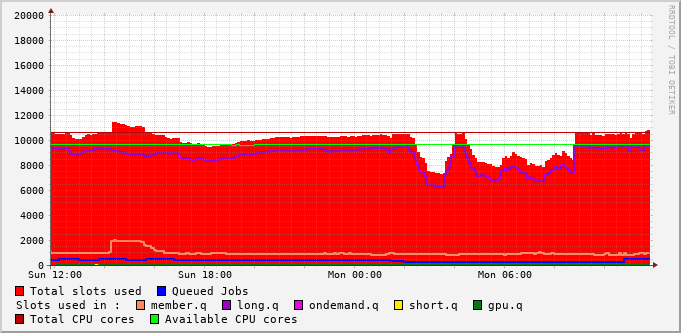 20000
18000
16000
14000
12000
10000
8000
6000
4000
2000
0
Sun 12:00 Sun 18:00 Mon 00:00 Mon 06:00
Total slots used Queued Jobs
Slots used in : member.q long.q ondemand.q short.q gpu.q
Total CPU cores Available CPU cores
RRDTOOL / TOBI OETIKER